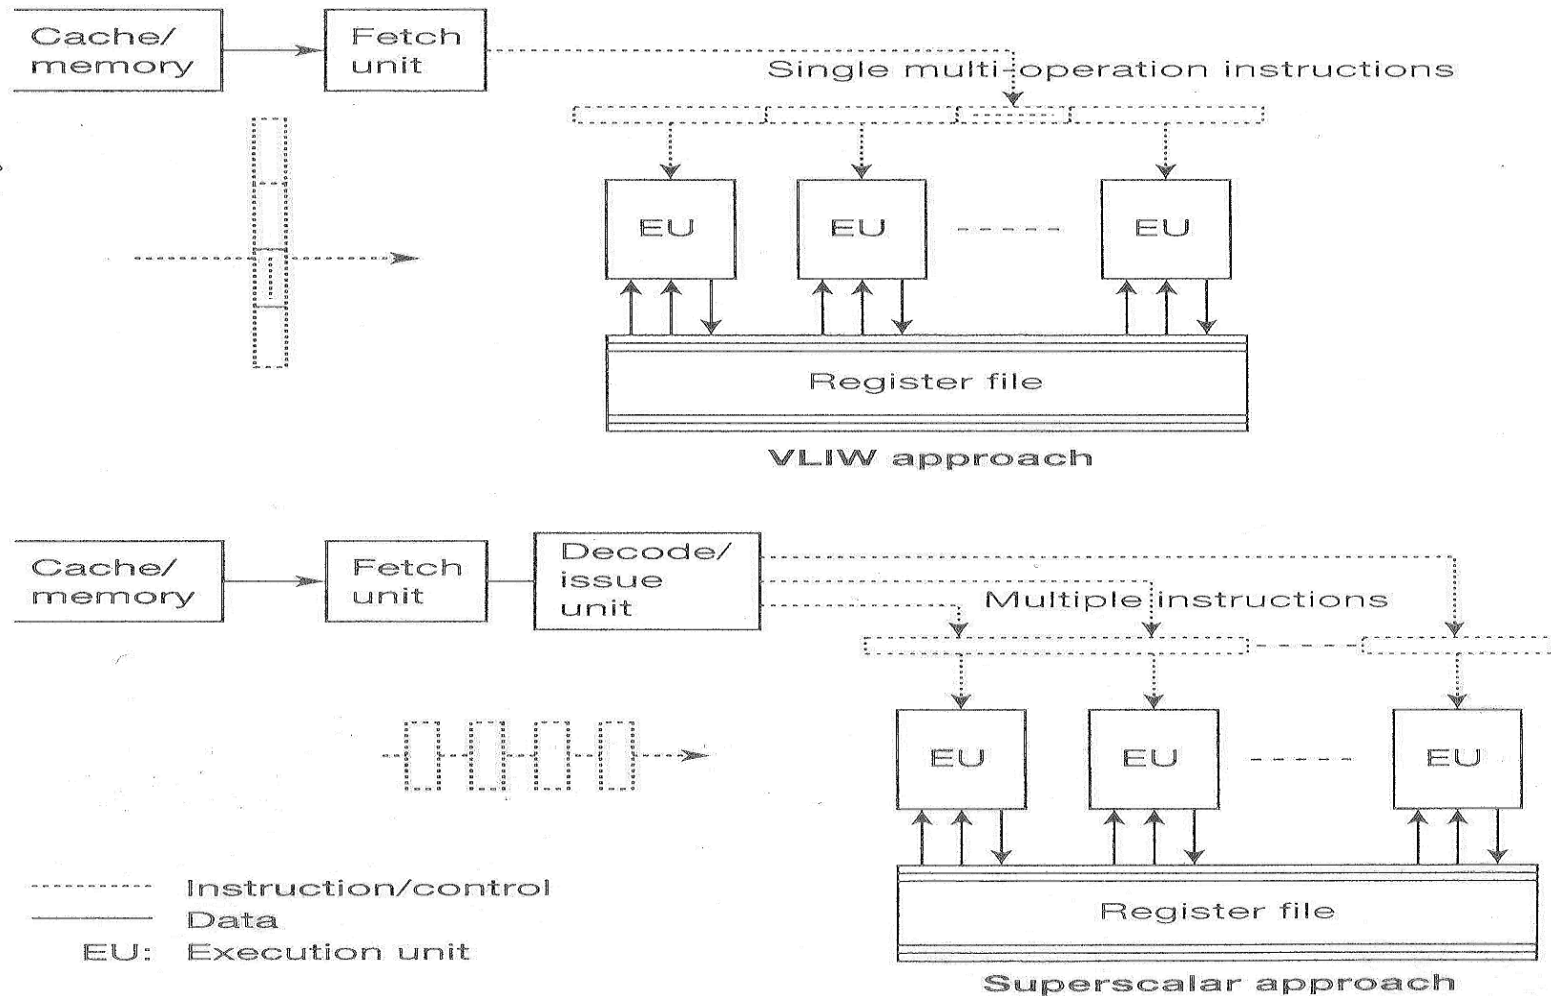 Cache/
memory
Fetch
unit
Single multi-operation instructions
EU
EU
EU
Register file
VLIW approach
Cache/
memory
Fetch
unit
Decode/
issue
unit
Multiple instructions
EU
EU
EU
Register file
Superscalar approach
Instruction/control
Data
EU: Execution unit